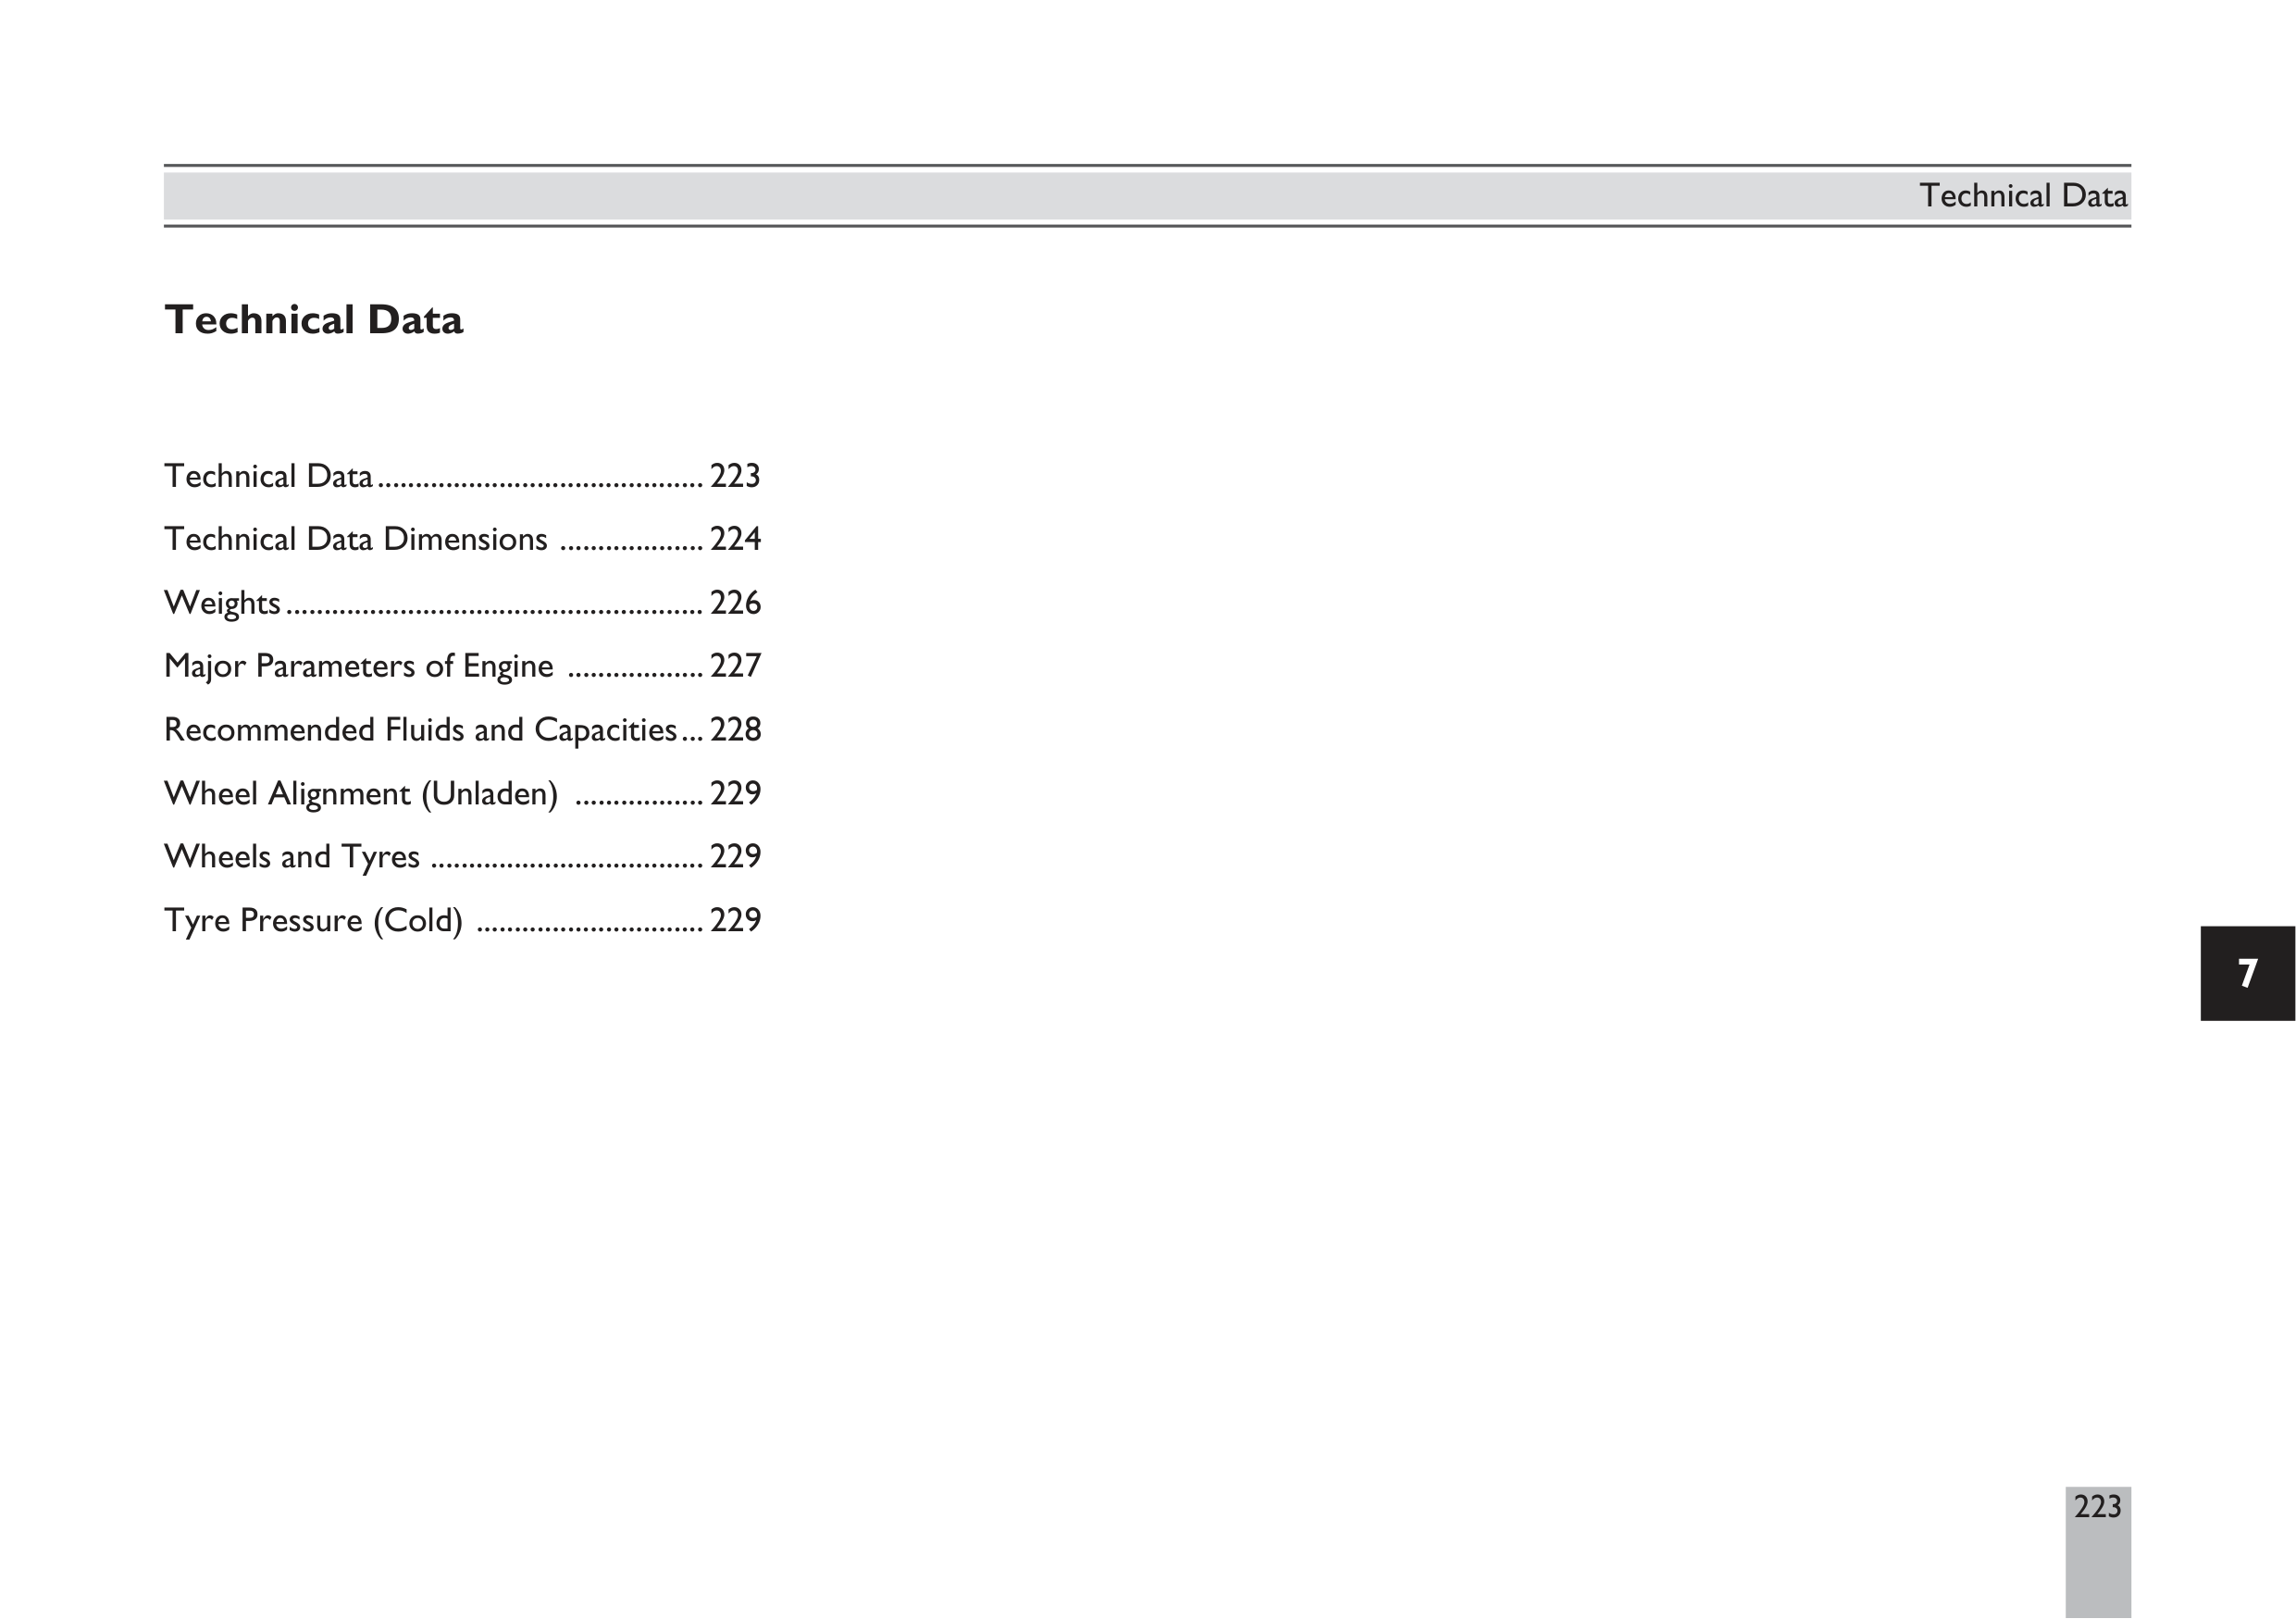 Technical Data
Technical Data
Technical Data ........................................... 223
Technical Data Dimensions ................... 224
Weights ....................................................... 226
Major Parameters of Engine .................. 227
Recommended Fluids and Capacities ... 228
Wheel Alignment (Unladen) ................. 229
Wheels and Tyres .................................... 229
Tyre Pressure (Cold) .............................. 229
7
223